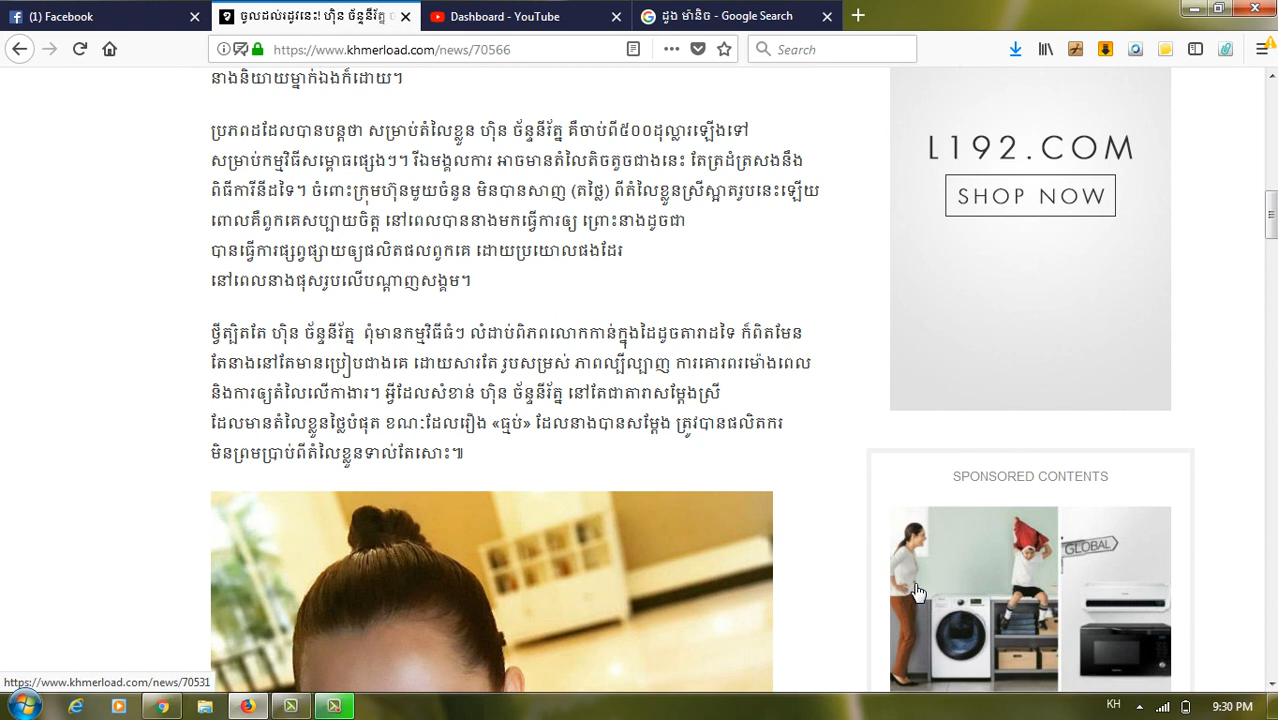 (1) Facebook
ចូលដល់រដូវនេះ! ហ៊ិន ច័ន្ទនីរ័ត្ន
Dashboard - YouTube
ដួង ម៉ានិច - Google Search
https://www.khmerload.com/news/70566
Search
នាងនិយាយម្នាក់ឯងក៏ដោយ។
ប្រភពដដែលបានបន្តថា សម្រាប់តំលៃខ្លួន ហ៊ិន ច័ន្ទនីរ័ត្ន គឺចាប់ពី៥០០ដុល្លារឡើងទៅ
សម្រាប់កម្មវិធីសម្ពោធផ្សេងៗ។ រីឯមង្គលការ អាចមានតំលៃតិចតួចជាងនេះ តែត្រដំត្រសងនឹង
ពិធីការីនីដទៃ។ ចំពោះក្រុមហ៊ុនមួយចំនួន មិនបានសាញ (តថ្លៃ) ពីតំលៃខ្លួនស្រីស្អាតរូបនេះឡើយ
ពោលគឺពួកគេសប្បាយចិត្ត នៅពេលបាននាងមកធ្វើការឲ្យ ព្រោះនាងដូចជា
បានធ្វើការផ្សព្វផ្សាយឲ្យផលិតផលពួកគេ ដោយប្រយោលផងដែរ
នៅពេលនាងផុសរូបលើបណ្តាញសង្គម។
ថ្វីត្បិតតែ ហ៊ិន ច័ន្ទនីរ័ត្ន ពុំមានកម្មវិធីធំៗ លំដាប់ពិភពលោកកាន់ក្នុងដៃដូចតារាដទៃ ក៏ពិតមែន
តែនាងនៅតែមានប្រៀបជាងគេ ដោយសារតែ រូបសម្រស់ ភាពល្បីល្បាញ ការគោរពរម៉ោងពេល
និងការឲ្យតំលៃលើកាងារ។ អ្វីដែលសំខាន់ ហ៊ិន ច័ន្ទនីរ័ត្ន នៅតែជាតារាសម្តែងស្រី
ដែលមានតំលៃខ្លួនថ្លៃបំផុត ខណៈដែលរឿង «ធ្មប់» ដែលនាងបានសម្តែង ត្រូវបានផលិតករ
មិនព្រមប្រាប់ពីតំលៃខ្លួនទាល់តែសោះ៕
L192.COM
SHOP NOW
SPONSORED CONTENTS
GLOBAL
https://www.khmerload.com/news/70531
KH
9:30 PM